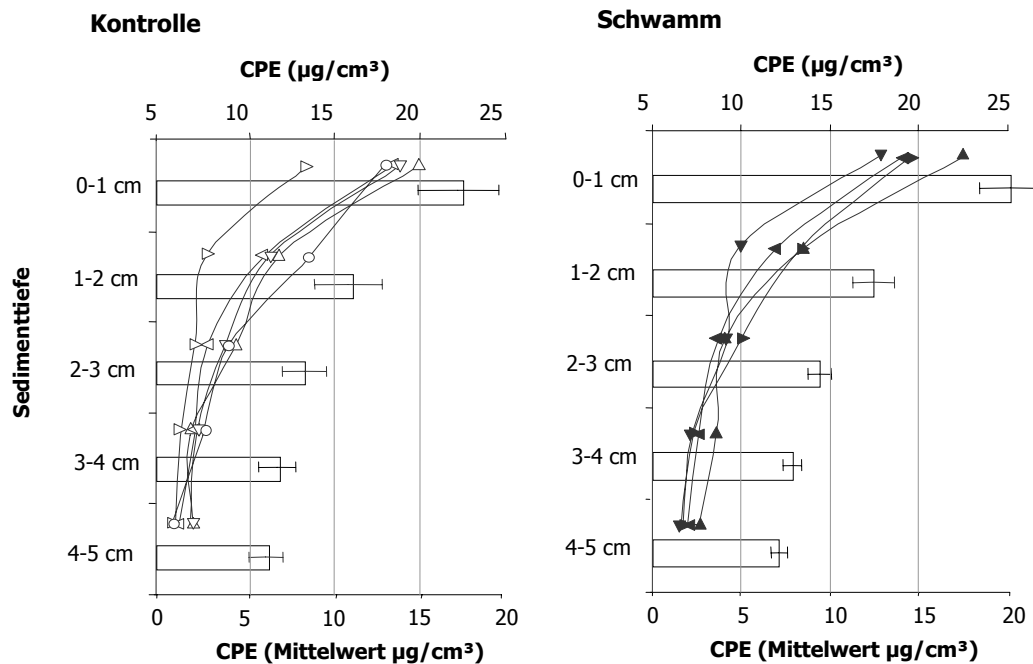 Kontrolle
CPE (µg/cm³)
5 10 15 20 25
0-1 cm
1-2 cm
2-3 cm
3-4 cm
4-5 cm
Sedimenttiefe
0 5 10 15 20
CPE (Mittelwert µg/cm³)
Schwamm
CPE (µg/cm³)
5 10 15 20 25
0-1 cm
1-2 cm
2-3 cm
3-4 cm
4-5 cm
0 5 10 15 20
CPE (Mittelwert µg/cm³)